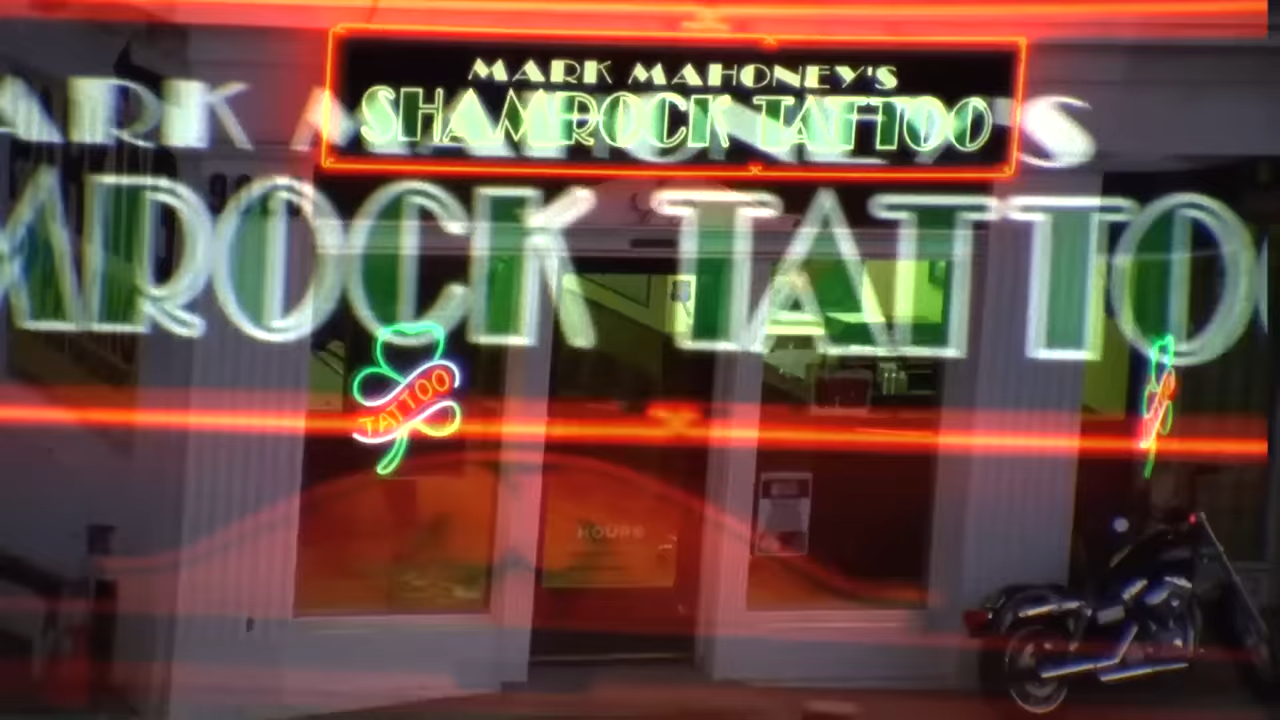 MARK MAHONEY'S
SHAMROCK TATTOO
ARK MAHONEY'S
AROCK TATTO
TATTOO
HOURS